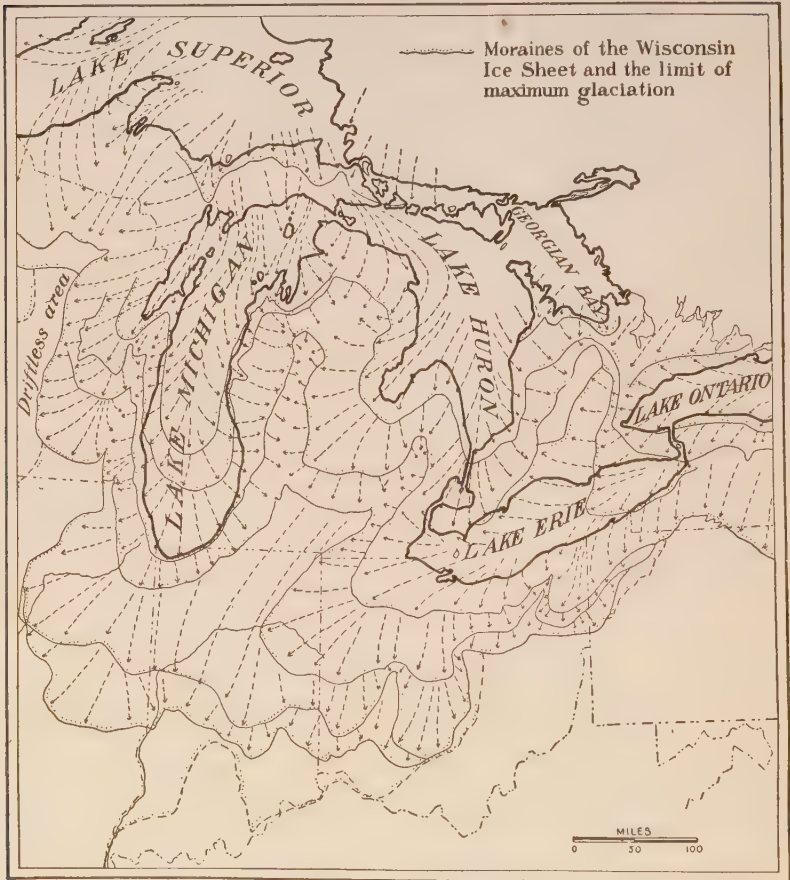 LAKE SUPERIOR
Moraines of the Wisconsin
Ice Sheet and the limit of
maximum glaciation
GEORGIAN BAY
LAKE MICHIGAN
LAKE HURON
Driftless area
LAKE ONTARIO
LAKE ERIE
MILES
0 50 100